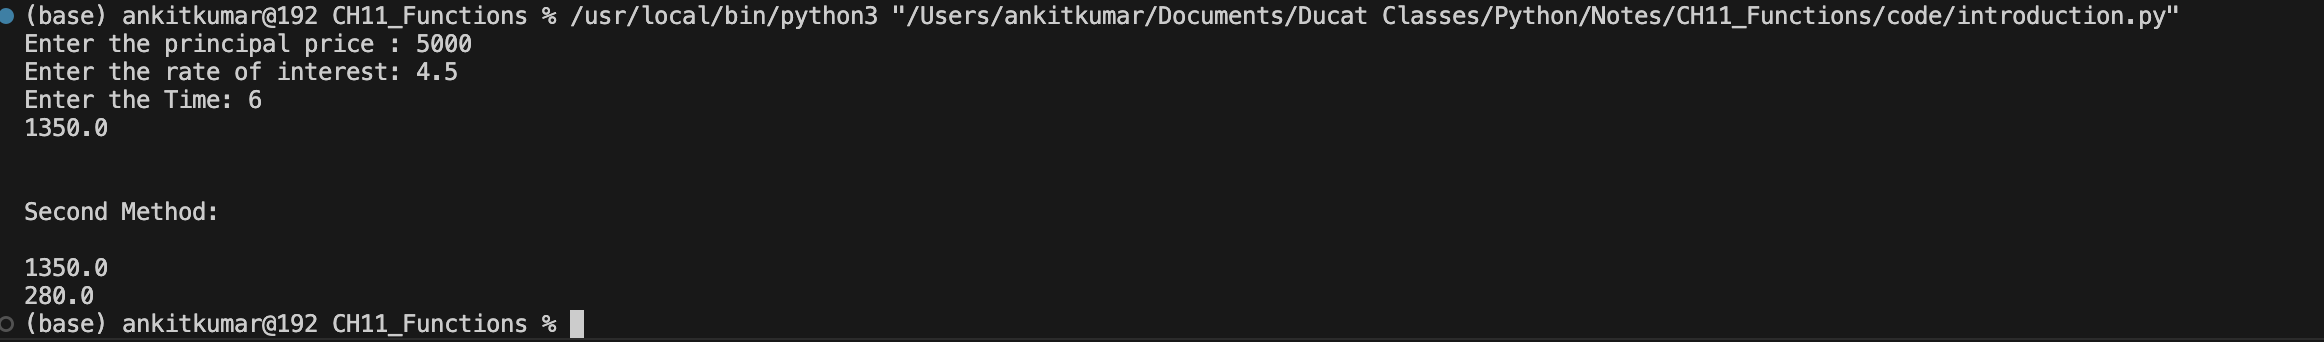 (base) ankitkumar@192 CH11_Functions % /usr/local/bin/python3 "/Users/ankitkumar/Documents/Ducat Classes/Python/Notes/CH11_Functions/code/introduction.py"
Enter the principal price : 5000
Enter the rate of interest: 4.5
Enter the Time: 6
1350.0
Second Method:
1350.0
280.0
(base) ankitkumar@192 CH11_Functions %